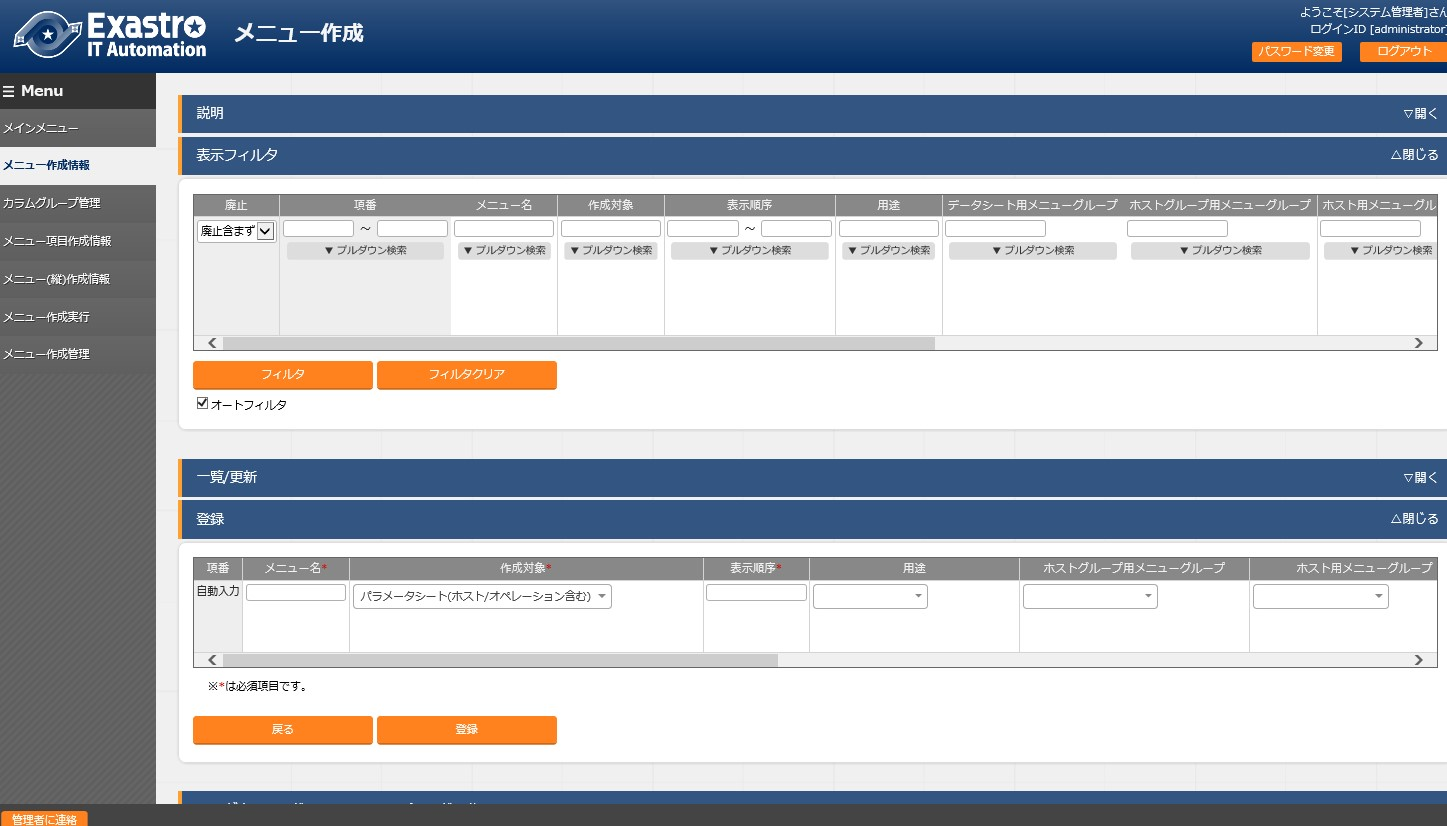 Exastro
IT Automation
メニュー作成
ようこそ[システム管理者]さん
ログインID [administrator]
パスワード変更
ログアウト
Menu
メインメニュー
メニュー作成情報
カラムグループ管理
メニュー項目作成情報
メニュー(縦)作成情報
メニュー作成実行
メニュー作成管理
説明
▽開く
表示フィルタ
△閉じる
廃止 項番 メニュー名 作成対象 表示順序 用途 データシート用メニューグループ ホストグループ用メニューグループ ホスト用メニューグル
廃止含まず ～ ～
▼プルダウン検索 ▼プルダウン検索 ▼プルダウン検索 ▼プルダウン検索 ▼プルダウン検索 ▼プルダウン検索 ▼プルダウン検索 ▼プルダウン検索
フィルタ
フィルタクリア
オートフィルタ
一覧/更新
▽開く
登録
△閉じる
項番 メニュー名* 作成対象* 表示順序* 用途 ホストグループ用メニューグループ ホスト用メニューグループ
自動入力 パラメータシート(ホスト/オペレーション含む)
※*は必須項目です。
戻る
登録
管理者に連絡